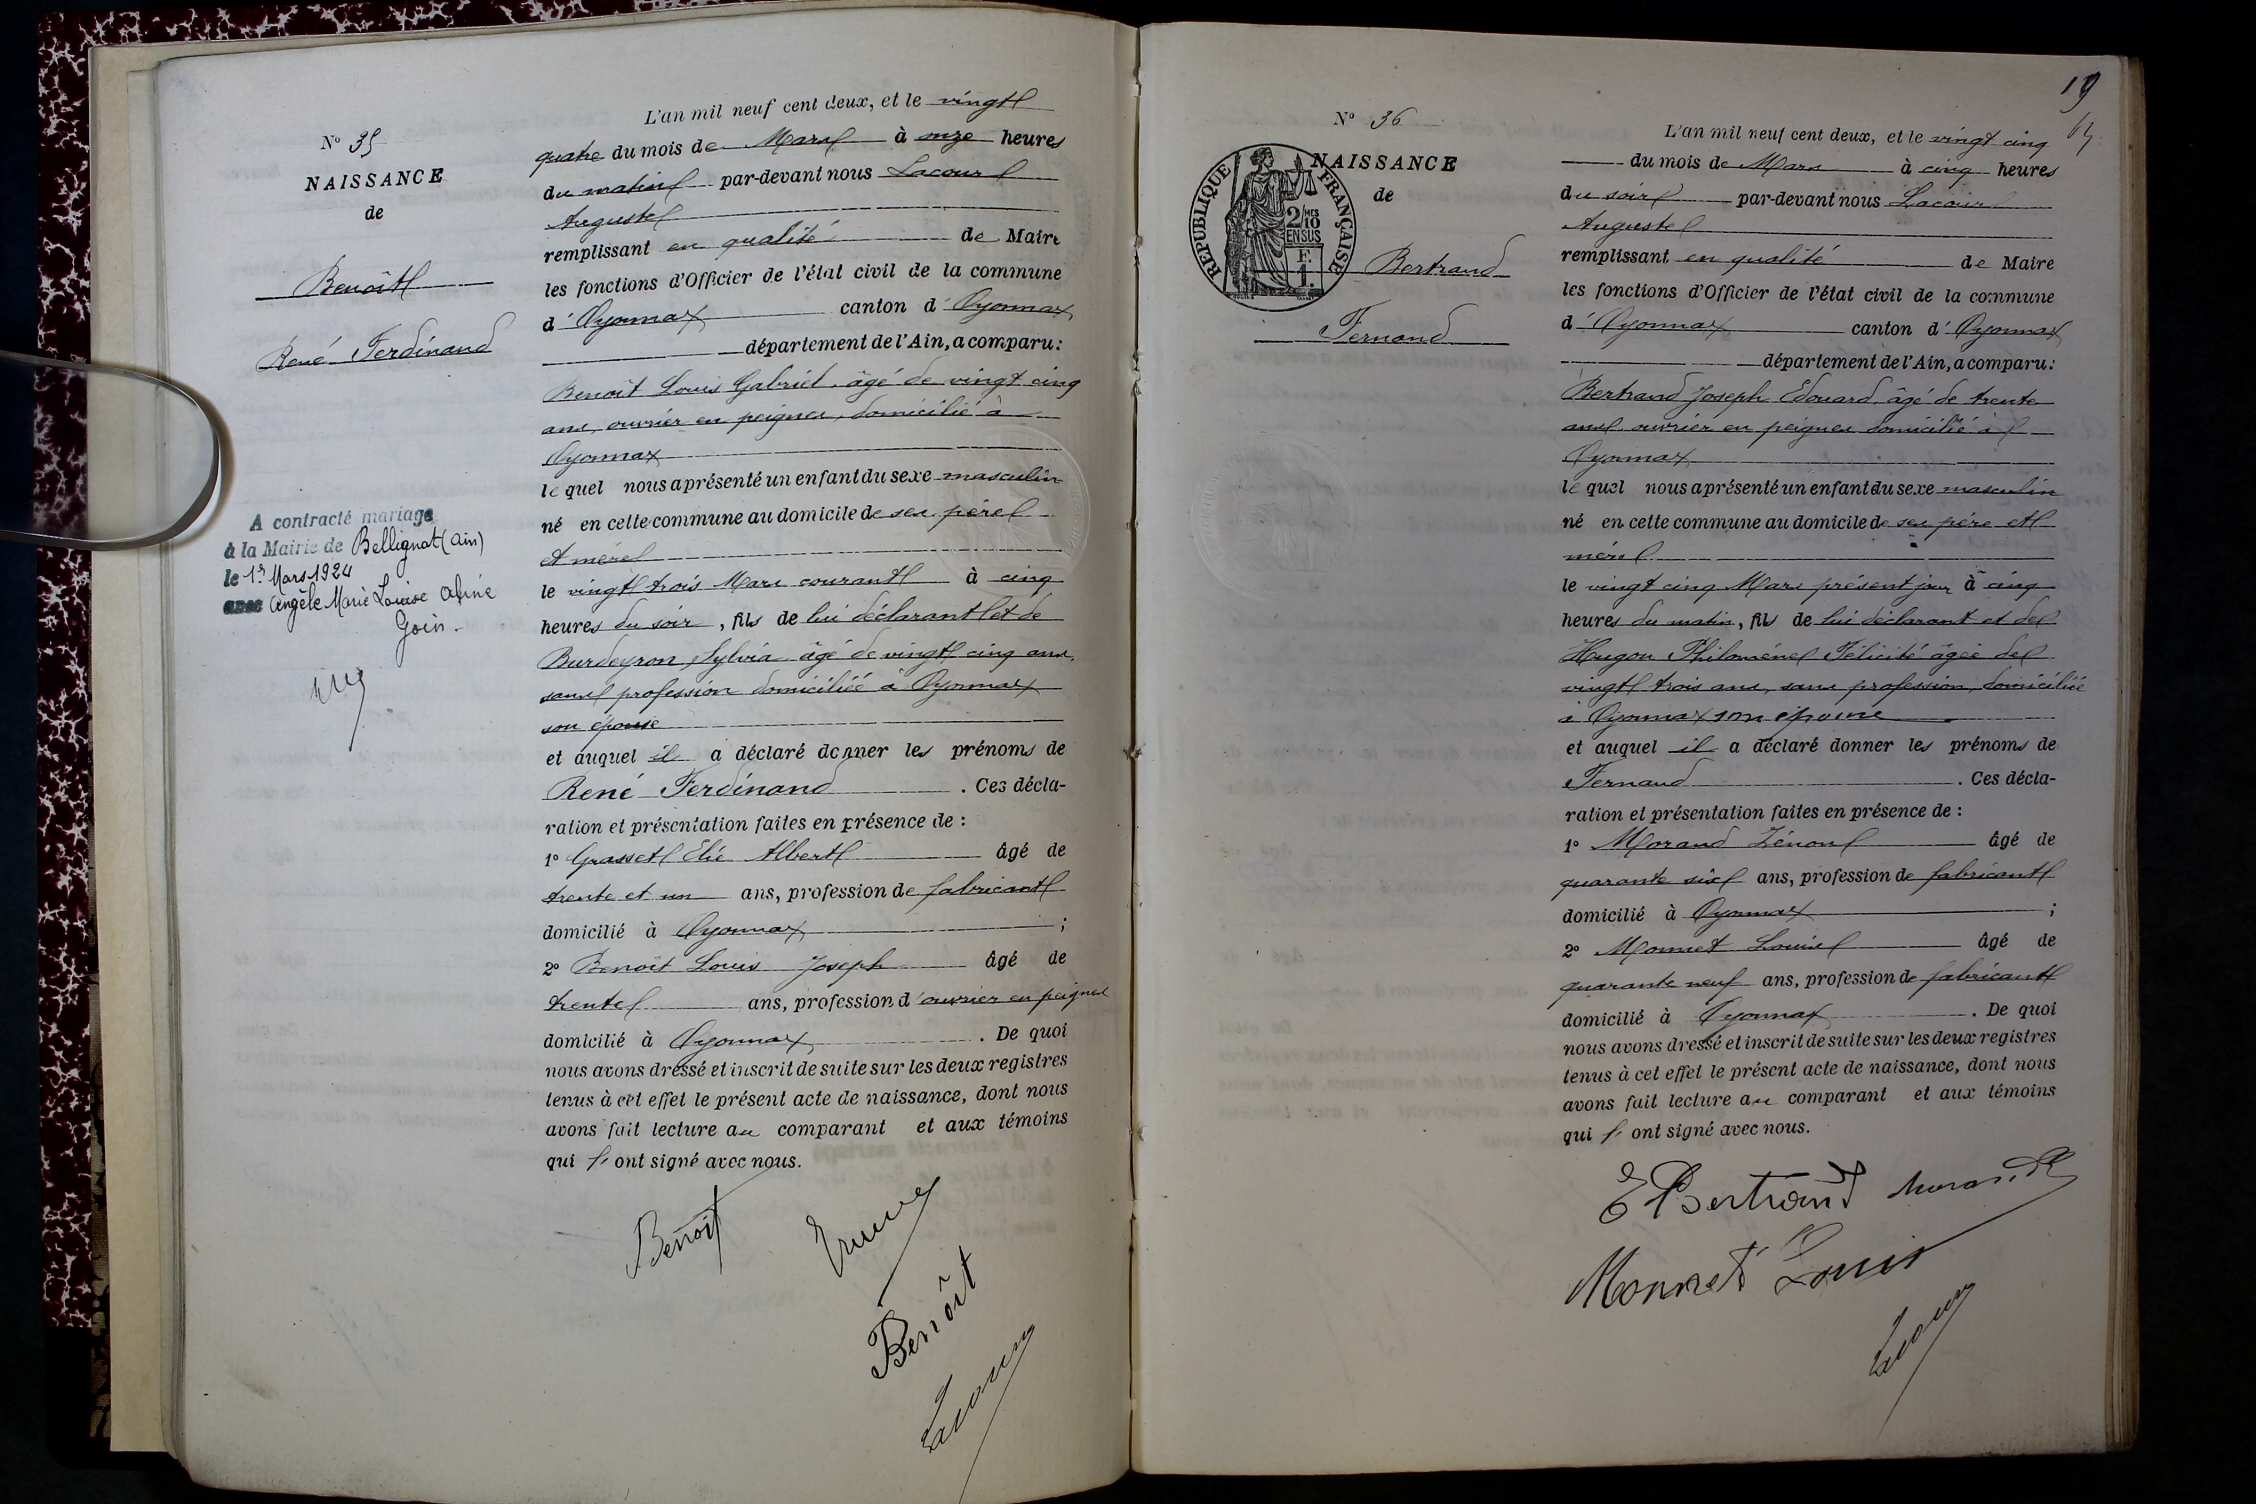 N° 35
NAISSANCE
de
Benoît
René Ferdinand
A contracté mariage
à la Mairie de Bellignat (Ain)
le 1er Mars 1924
avec Angèle Marie Louise Aline
Goin.
L'an mil neuf cent deux, et le vingt
quatre du mois de Mars à onze heures
du matin par-devant nous Lacour
Auguste
remplissant en qualité de Maire
les fonctions d'Officier de l'état civil de la commune
d'Oyonnax canton d'Oyonnax
département de l'Ain, a comparu:
Benoît Louis Gabriel âgé de vingt cinq
ans, ouvrier en peignes, domicilié à
Oyonnax
lequel nous a présenté un enfant du sexe masculin
né en cette commune au domicile de ses père
et mère
le vingt trois Mars courant à cinq
heures du soir, fils de lui déclarant et de
Burdeyron Sylvia âgé de vingt cinq ans,
sans profession domiciliée à Oyonnax
son épouse
et auquel il a déclaré donner les prénoms de
René Ferdinand. Ces décla-
ration et présentation faites en présence de :
1° Grasset Elie Albert âgé de
trente et un ans, profession de fabricant
domicilié à Oyonnax ;
2° Benoît Louis Joseph âgé de
trente ans, profession d'ouvrier en peignes
domicilié à Oyonnax. De quoi
nous avons dressé et inscrit de suite sur les deux registres
tenus à cet effet le présent acte de naissance, dont nous
avons fait lecture au comparant et aux témoins
qui l'ont signé avec nous.
Benoit
Benoît
Lacour
19
N° 36
NAISSANCE
de
REPUBLIQUE FRANÇAISE
2/10MES
EN SUS
1 F.
Bertrand
Fernand
L'an mil neuf cent deux, et le vingt cinq
du mois de Mars à cinq heures
du soir par-devant nous Lacour
Auguste
remplissant en qualité de Maire
les fonctions d'Officier de l'état civil de la commune
d'Oyonnax canton d'Oyonnax
département de l'Ain, a comparu:
Bertrand Joseph Edouard âgé de trente
ans ouvrier en peignes domicilié à
Oyonnax
lequel nous a présenté un enfant du sexe masculin
né en cette commune au domicile de ses père et
mère
le vingt cinq Mars présent jour à cinq
heures du matin, fils de lui déclarant et de
Hugon Philomène Félicité âgée de
vingt trois ans, sans profession, domiciliée
à Oyonnax son épouse
et auquel il a déclaré donner les prénoms de
Fernand. Ces décla-
ration et présentation faites en présence de :
1° Morand Zénon âgé de
quarante six ans, profession de fabricant
domicilié à Oyonnax ;
2° Monnet Louis âgé de
quarante neuf ans, profession de fabricant
domicilié à Oyonnax. De quoi
nous avons dressé et inscrit de suite sur les deux registres
tenus à cet effet le présent acte de naissance, dont nous
avons fait lecture au comparant et aux témoins
qui l'ont signé avec nous.
E Bertrand Morand
Monnet Louis
Lacour